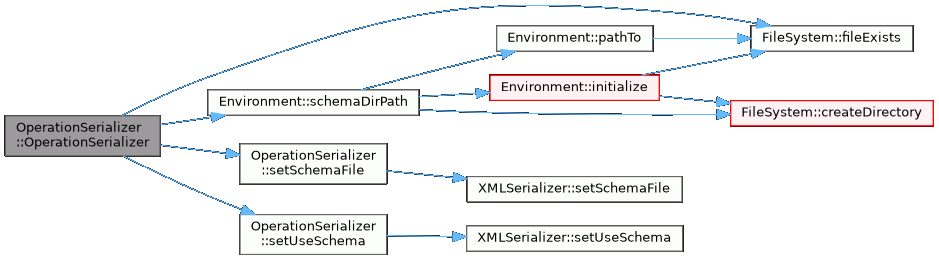 OperationSerializer
::OperationSerializer
Environment::schemaDirPath
OperationSerializer
::setSchemaFile
OperationSerializer
::setUseSchema
Environment::pathTo
Environment::initialize
XMLSerializer::setSchemaFile
XMLSerializer::setUseSchema
FileSystem::fileExists
FileSystem::createDirectory